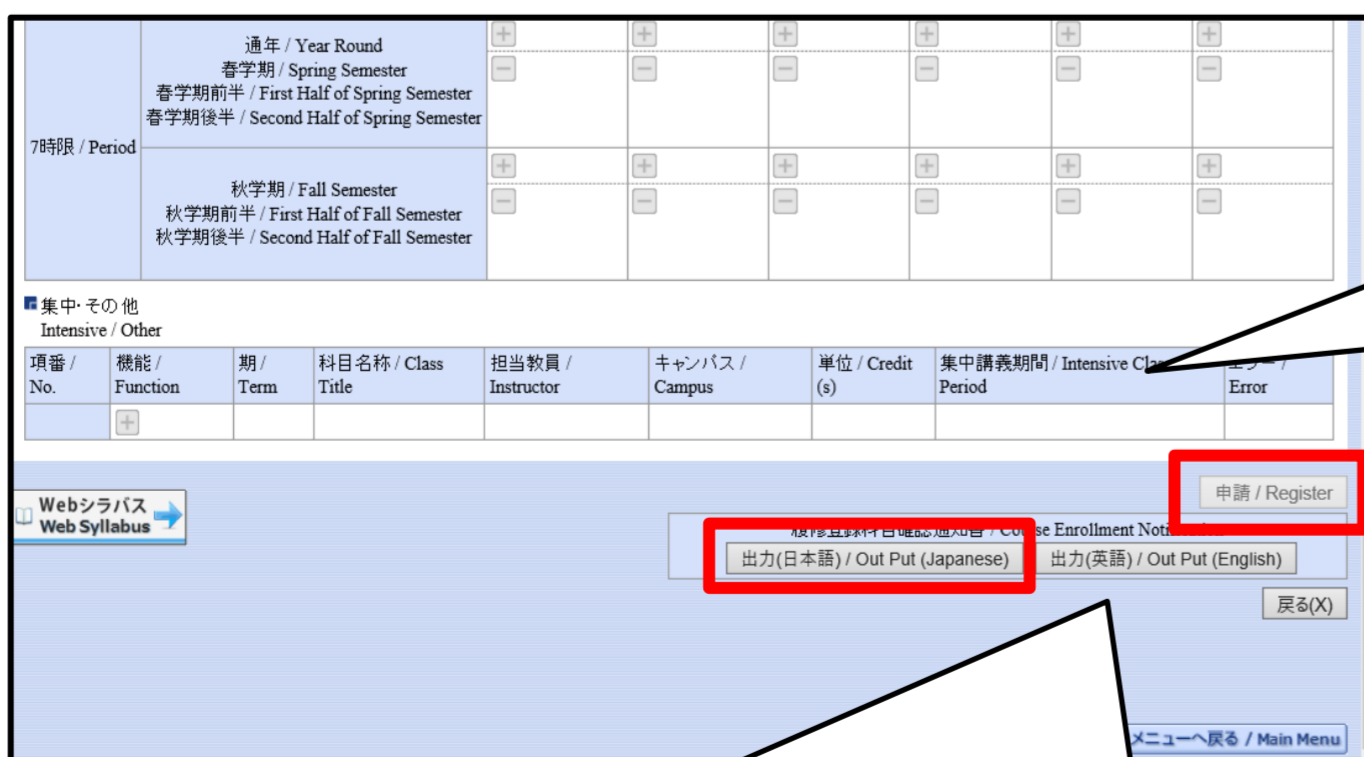 通年 / Year Round
春学期 / Spring Semester
春学期前半 / First Half of Spring Semester
春学期後半 / Second Half of Spring Semester
7時限 / Period
秋学期 / Fall Semester
秋学期前半 / First Half of Fall Semester
秋学期後半 / Second Half of Fall Semester
集中・その他
Intensive / Other
項番 / No.
機能 / Function
期 / Term
科目名称 / Class Title
担当教員 / Instructor
キャンパス / Campus
単位 / Credit (s)
集中講義期間 / Intensive Period
Error
申請 / Register
Webシラバス
Web Syllabus
出力(日本語) / Out Put (Japanese)
出力(英語) / Out Put (English)
戻る(X)
メニューへ戻る / Main Menu